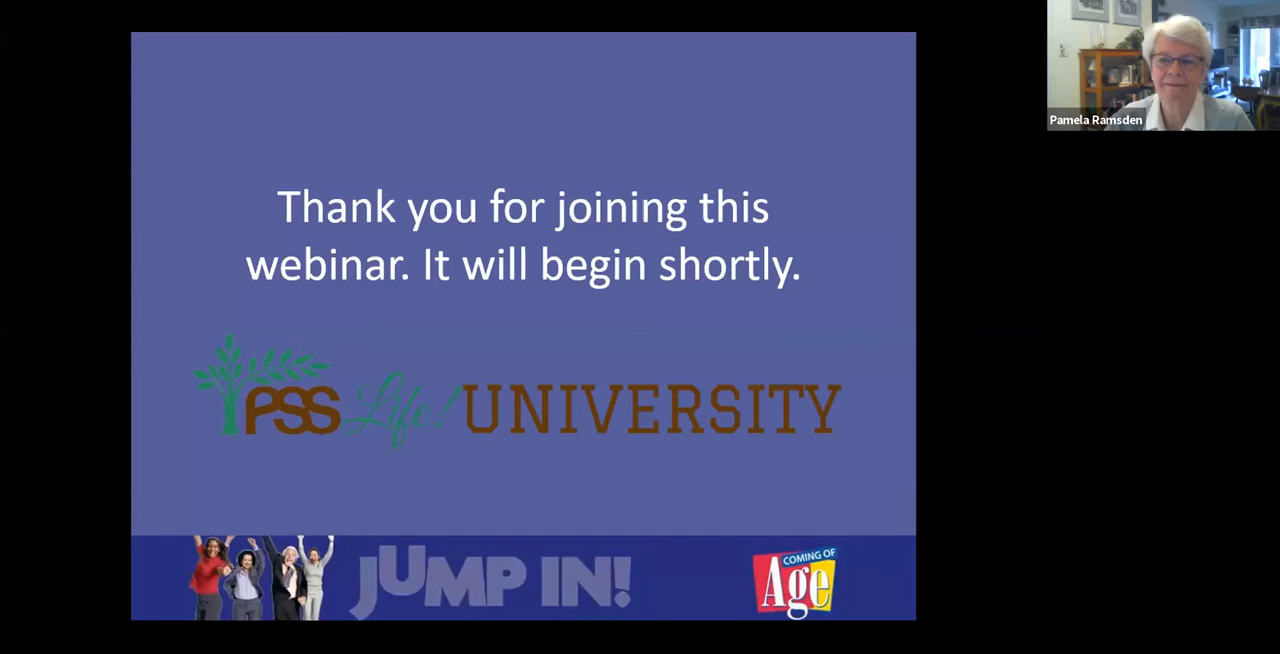 Thank you for joining this
webinar. It will begin shortly.
PSS Life! UNIVERSITY
JUMP IN!
COMING OF
Age
Pamela Ramsden